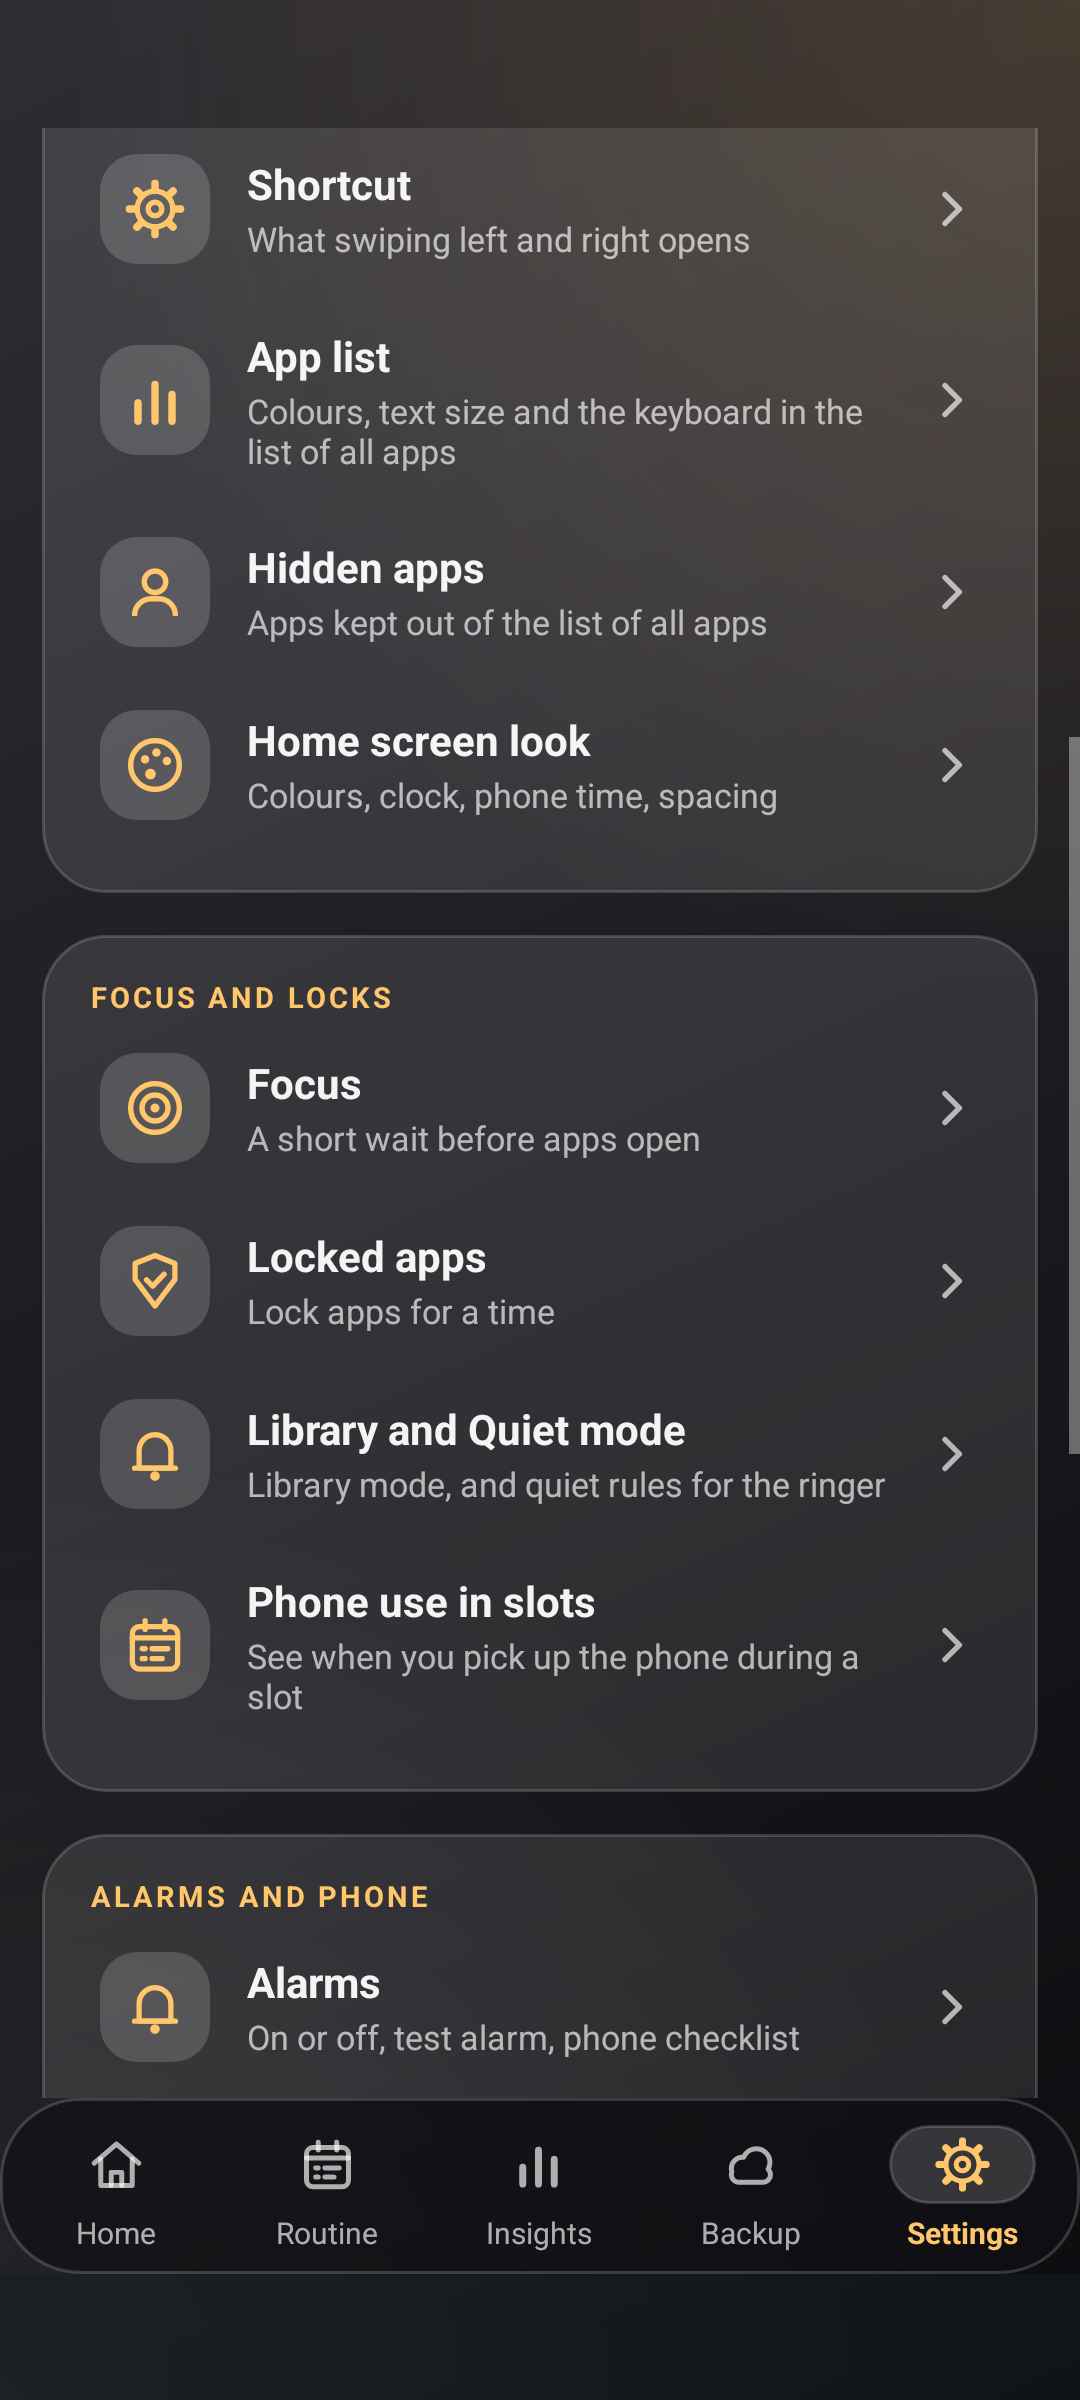 Shortcut
What swiping left and right opens
App list
Colours, text size and the keyboard in the
list of all apps
Hidden apps
Apps kept out of the list of all apps
Home screen look
Colours, clock, phone time, spacing
FOCUS AND LOCKS
Focus
A short wait before apps open
Locked apps
Lock apps for a time
Library and Quiet mode
Library mode, and quiet rules for the ringer
Phone use in slots
See when you pick up the phone during a
slot
ALARMS AND PHONE
Alarms
On or off, test alarm, phone checklist
Home Routine Insights Backup Settings